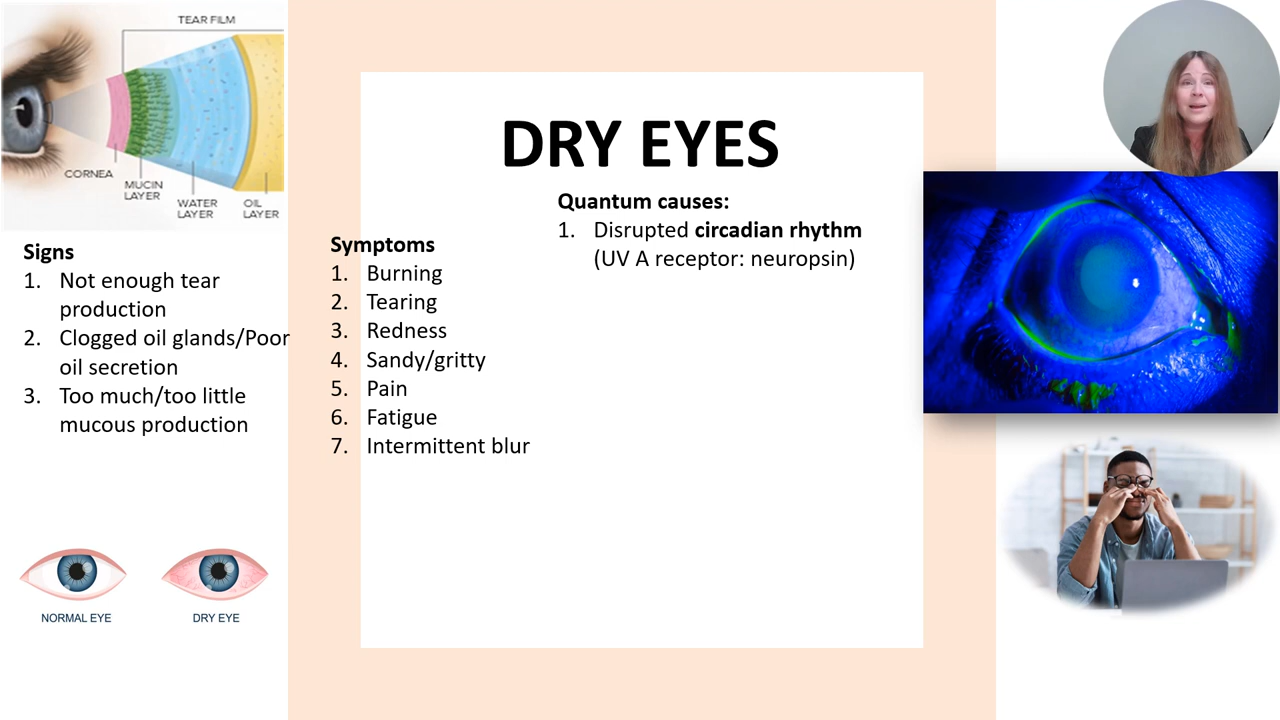 TEAR FILM
CORNEA
MUCIN
LAYER
WATER
LAYER
OIL
LAYER
DRY EYES
Signs
1. Not enough tear
production
2. Clogged oil glands/Poor
oil secretion
3. Too much/too little
mucous production
Symptoms
1. Burning
2. Tearing
3. Redness
4. Sandy/gritty
5. Pain
6. Fatigue
7. Intermittent blur
Quantum causes:
1. Disrupted circadian rhythm
(UV A receptor: neuropsin)
NORMAL EYE
DRY EYE